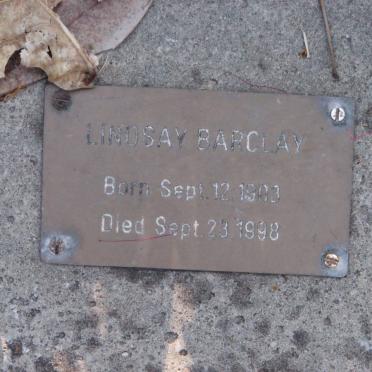 LINDSAY BARCLAY
Born Sept. 12. 1903
Died Sept. 23. 1998